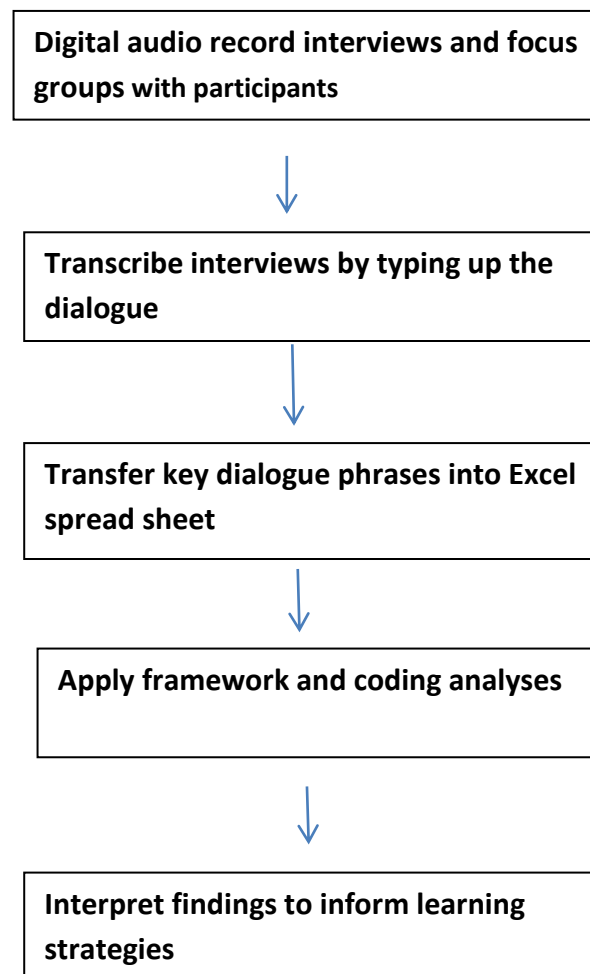 Digital audio record interviews and focus
groups with participants
Transcribe interviews by typing up the
dialogue
Transfer key dialogue phrases into Excel
spread sheet
Apply framework and coding analyses
Interpret findings to inform learning
strategies